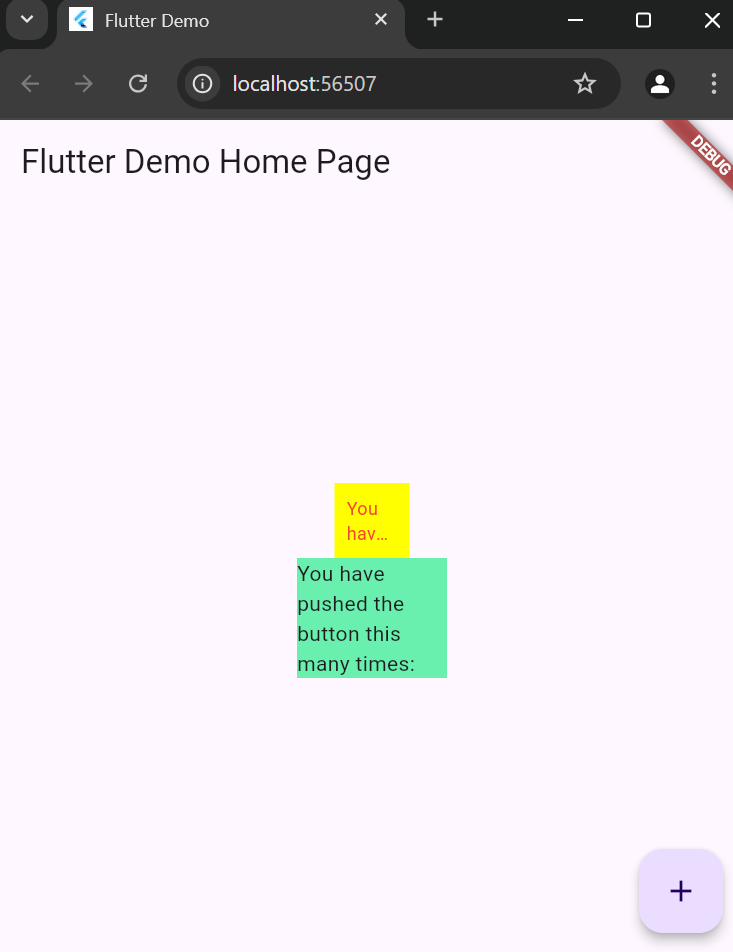 Flutter Demo
localhost:56507
Flutter Demo Home Page
DEBUG
You
hav…
You have
pushed the
button this
many times: